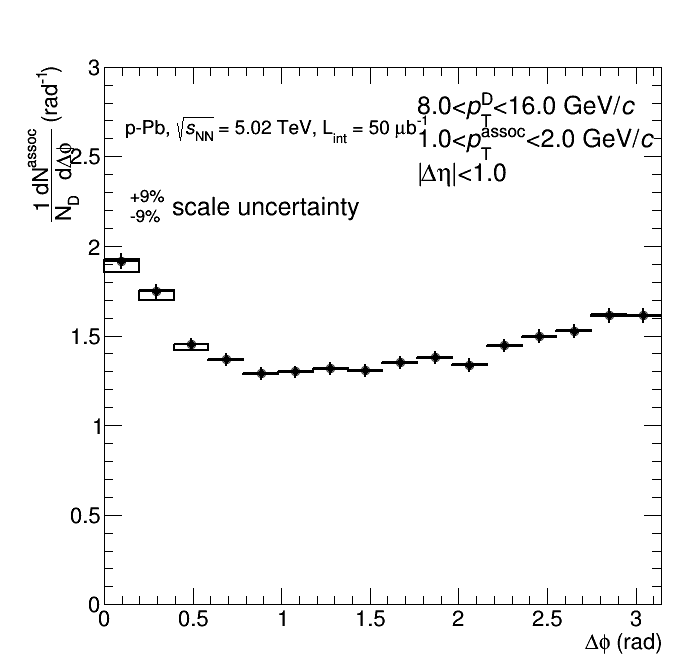 3
2.5
2
1.5
1
0.5
0
0 0.5 1 1.5 2 2.5 3
Δϕ (rad)
1 dN^assoc (rad⁻¹)
N_D dΔϕ
p-Pb, √s_NN = 5.02 TeV, L_int = 50 μb⁻¹
8.0<p_T^D<16.0 GeV/c
1.0<p_T^assoc<2.0 GeV/c
|Δη|<1.0
+9%
-9% scale uncertainty